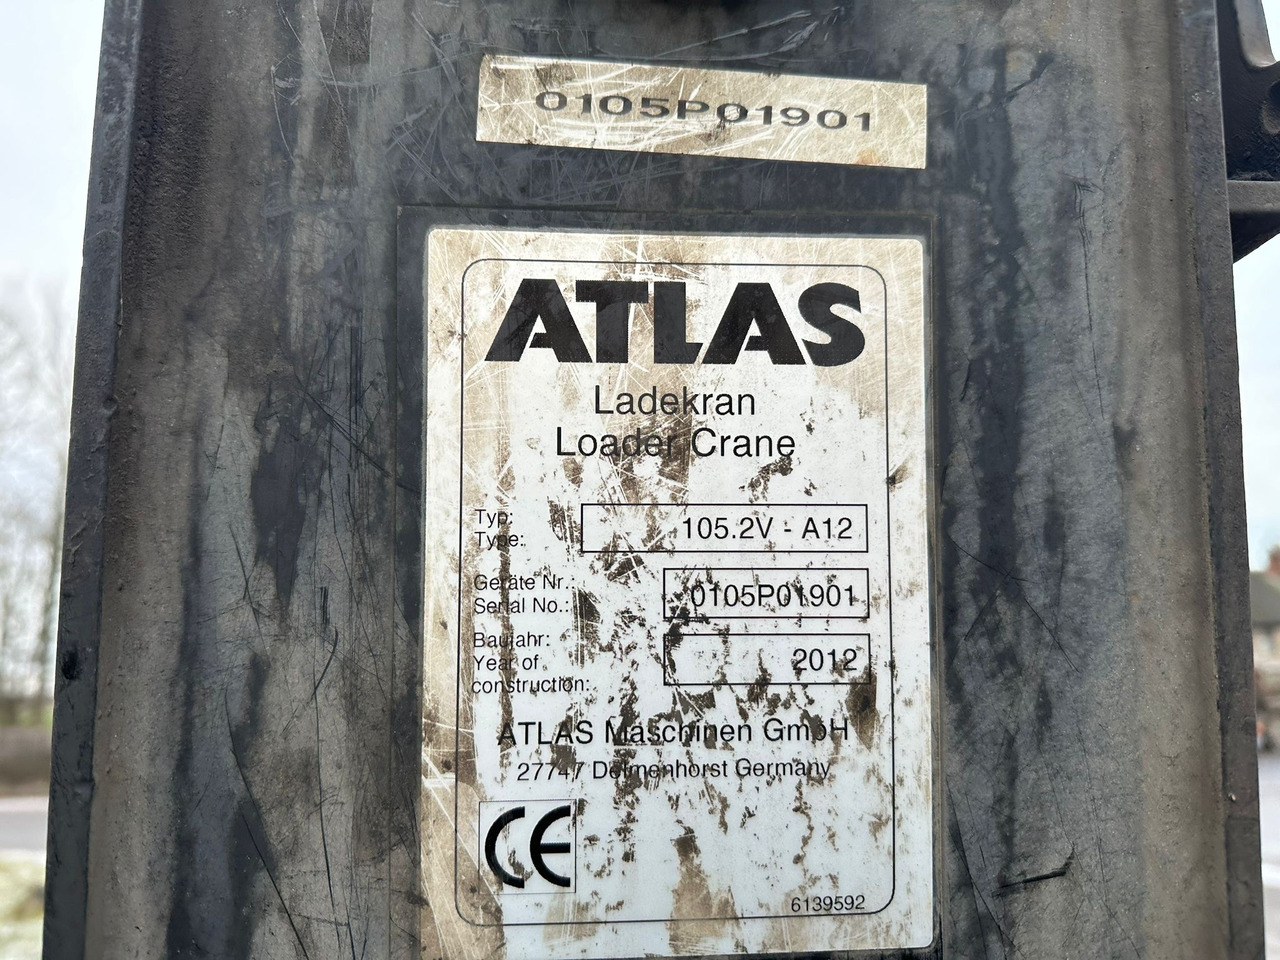 0105P01901
ATLAS
Ladekran
Loader Crane
Typ:
Type:
105.2V - A12
Geräte Nr.:
Serial No.:
0105P01901
Baujahr:
Year of
construction:
2012
ATLAS Maschinen GmbH
27747 Delmenhorst Germany
CE
6139592